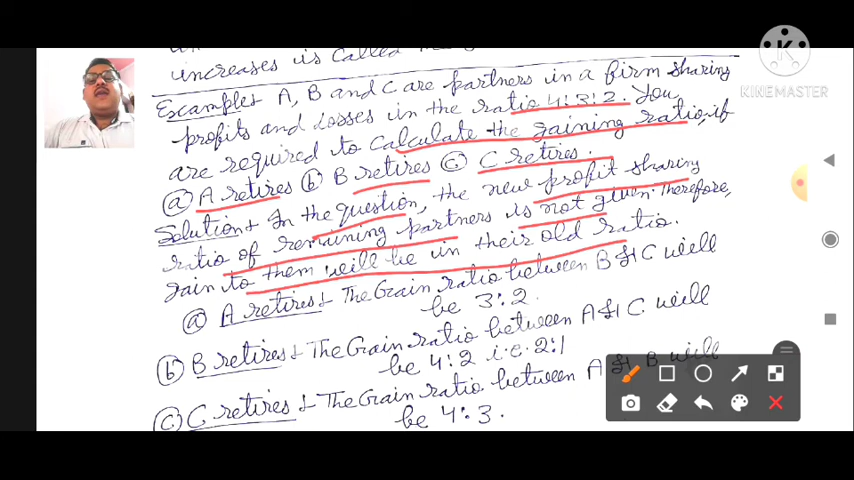 increases is called
KINEMASTER
Example+ A, B and C are partners in a firm sharing
profits and losses in the ratio 4:3:2. You
are required to calculate the gaining ratio, if
(a) A retires (b) B retires (c) C retires.
Solution+ In the question, the new profit sharing
ratio of remaining partners is not given. Therefore,
gain to them will be in their old ratio.
(a) A retires+ The Gain ratio between B & C will
be 3:2.
(b) B retires+ The Gain ratio between A & C will
be 4:2 i.e. 2:1
(c) C retires+ The Gain ratio between A & B will
be 4:3.